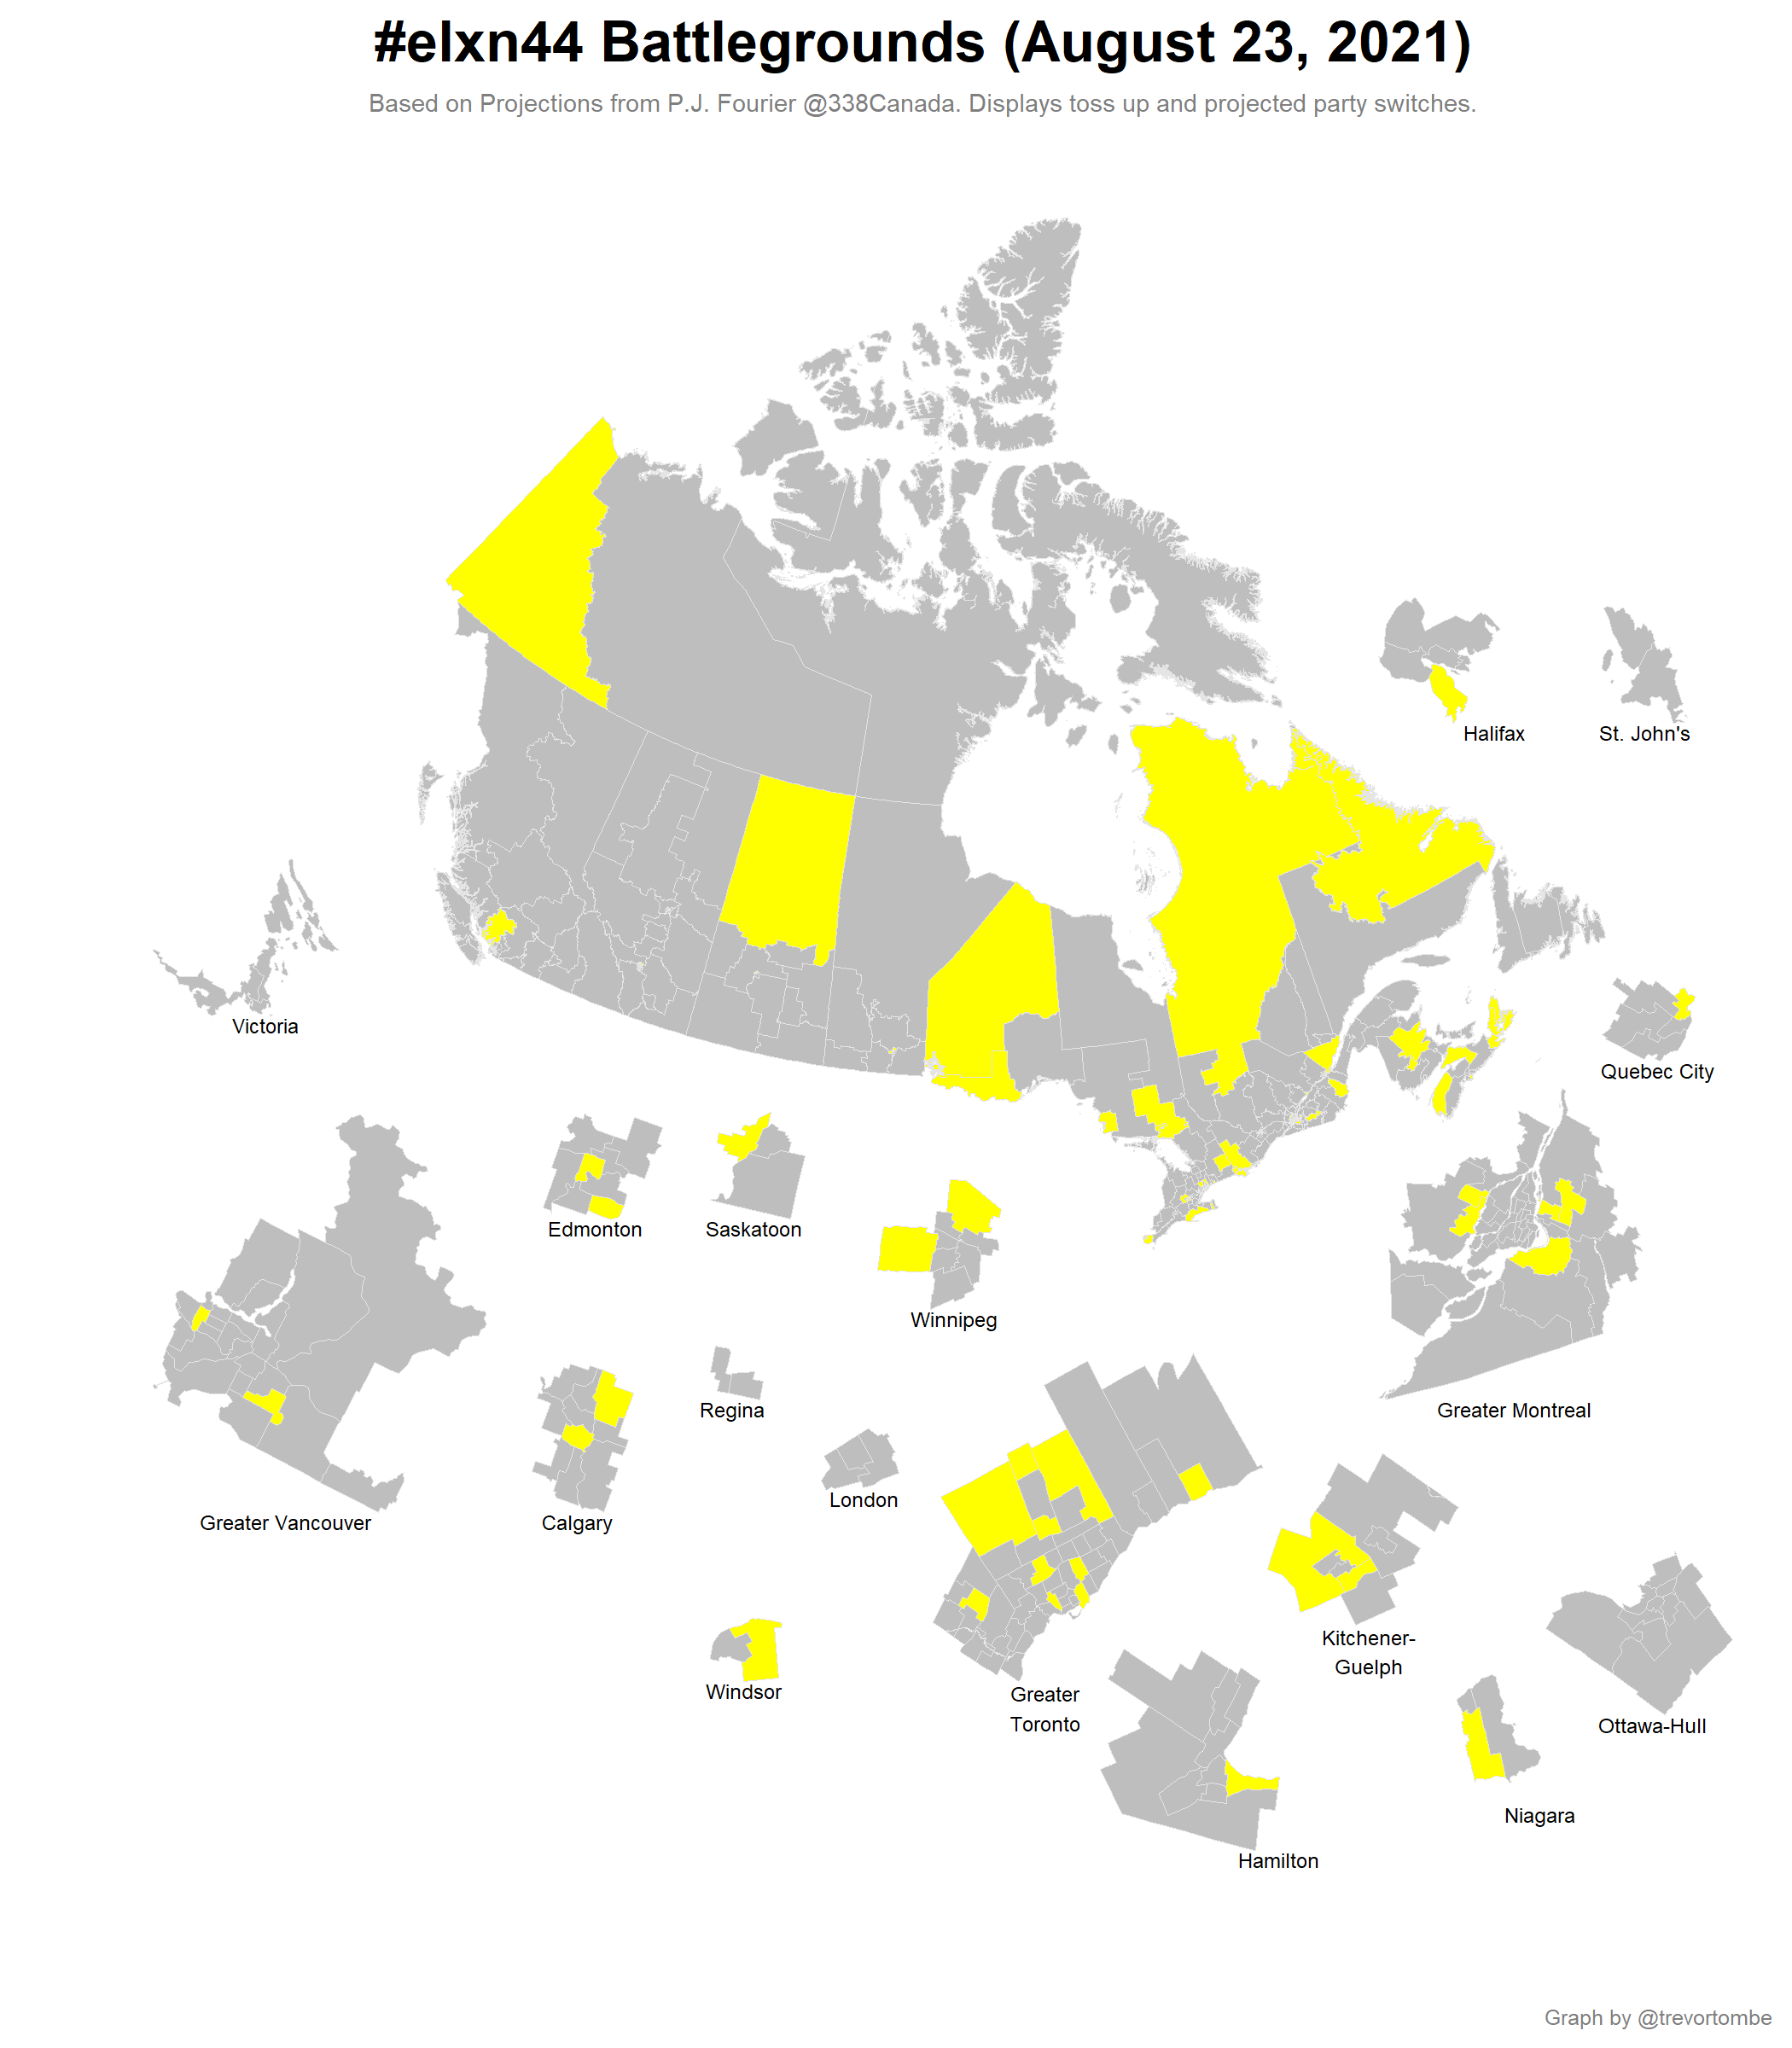 #elxn44 Battlegrounds (August 23, 2021)
Based on Projections from P.J. Fourier @338Canada. Displays toss up and projected party switches.
Halifax
St. John's
Victoria
Quebec City
Edmonton
Saskatoon
Winnipeg
Regina
Greater Montreal
London
Greater Vancouver
Calgary
Kitchener-
Guelph
Windsor
Greater
Toronto
Ottawa-Hull
Niagara
Hamilton
Graph by @trevortombe